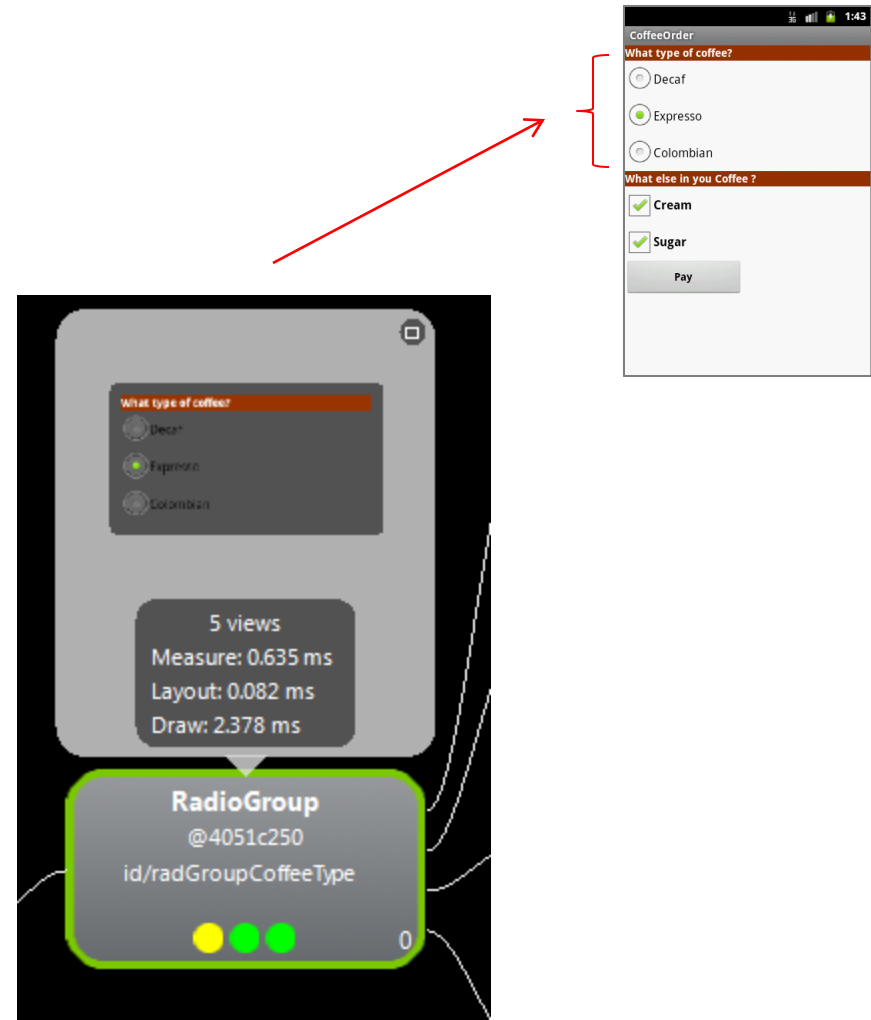 3G 1:43
CoffeeOrder
What type of coffee?
Decaf
Expresso
Colombian
What else in you Coffee ?
Cream
Sugar
Pay
What type of coffee?
Decaf
Expresso
Colombian
5 views
Measure: 0.635 ms
Layout: 0.082 ms
Draw: 2.378 ms
RadioGroup
@4051c250
id/radGroupCoffeeType
0